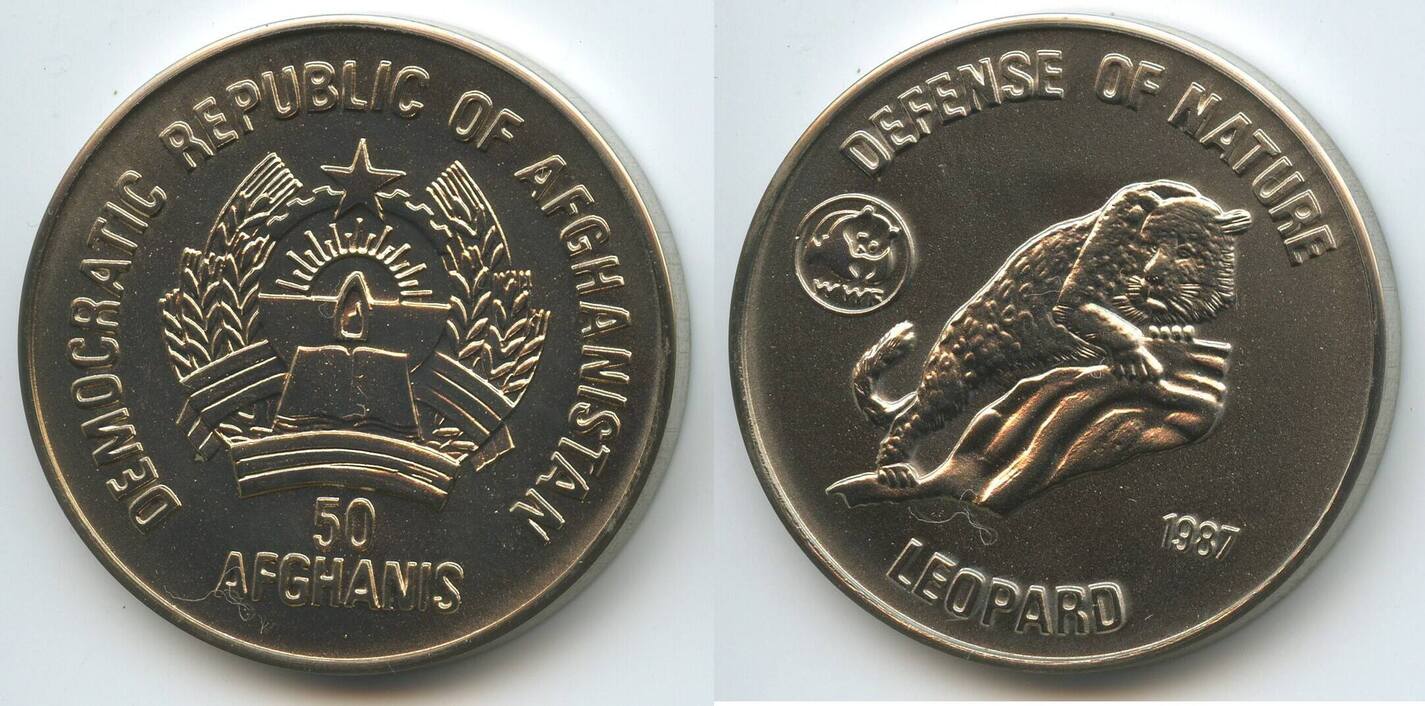 DEMOCRATIC REPUBLIC OF AFGHANISTAN
50
AFGHANIS
DEFENSE OF NATURE
WWF
1987
LEOPARD